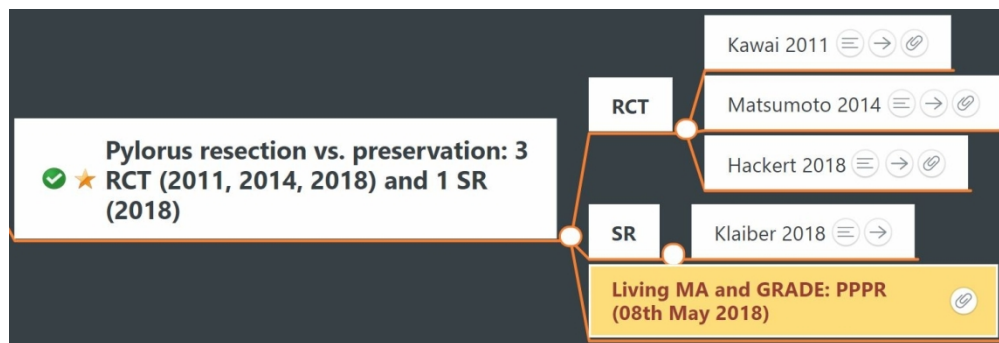 Pylorus resection vs. preservation: 3
RCT (2011, 2014, 2018) and 1 SR
(2018)
RCT
Kawai 2011
Matsumoto 2014
Hackert 2018
SR
Klaiber 2018
Living MA and GRADE: PPPR
(08th May 2018)